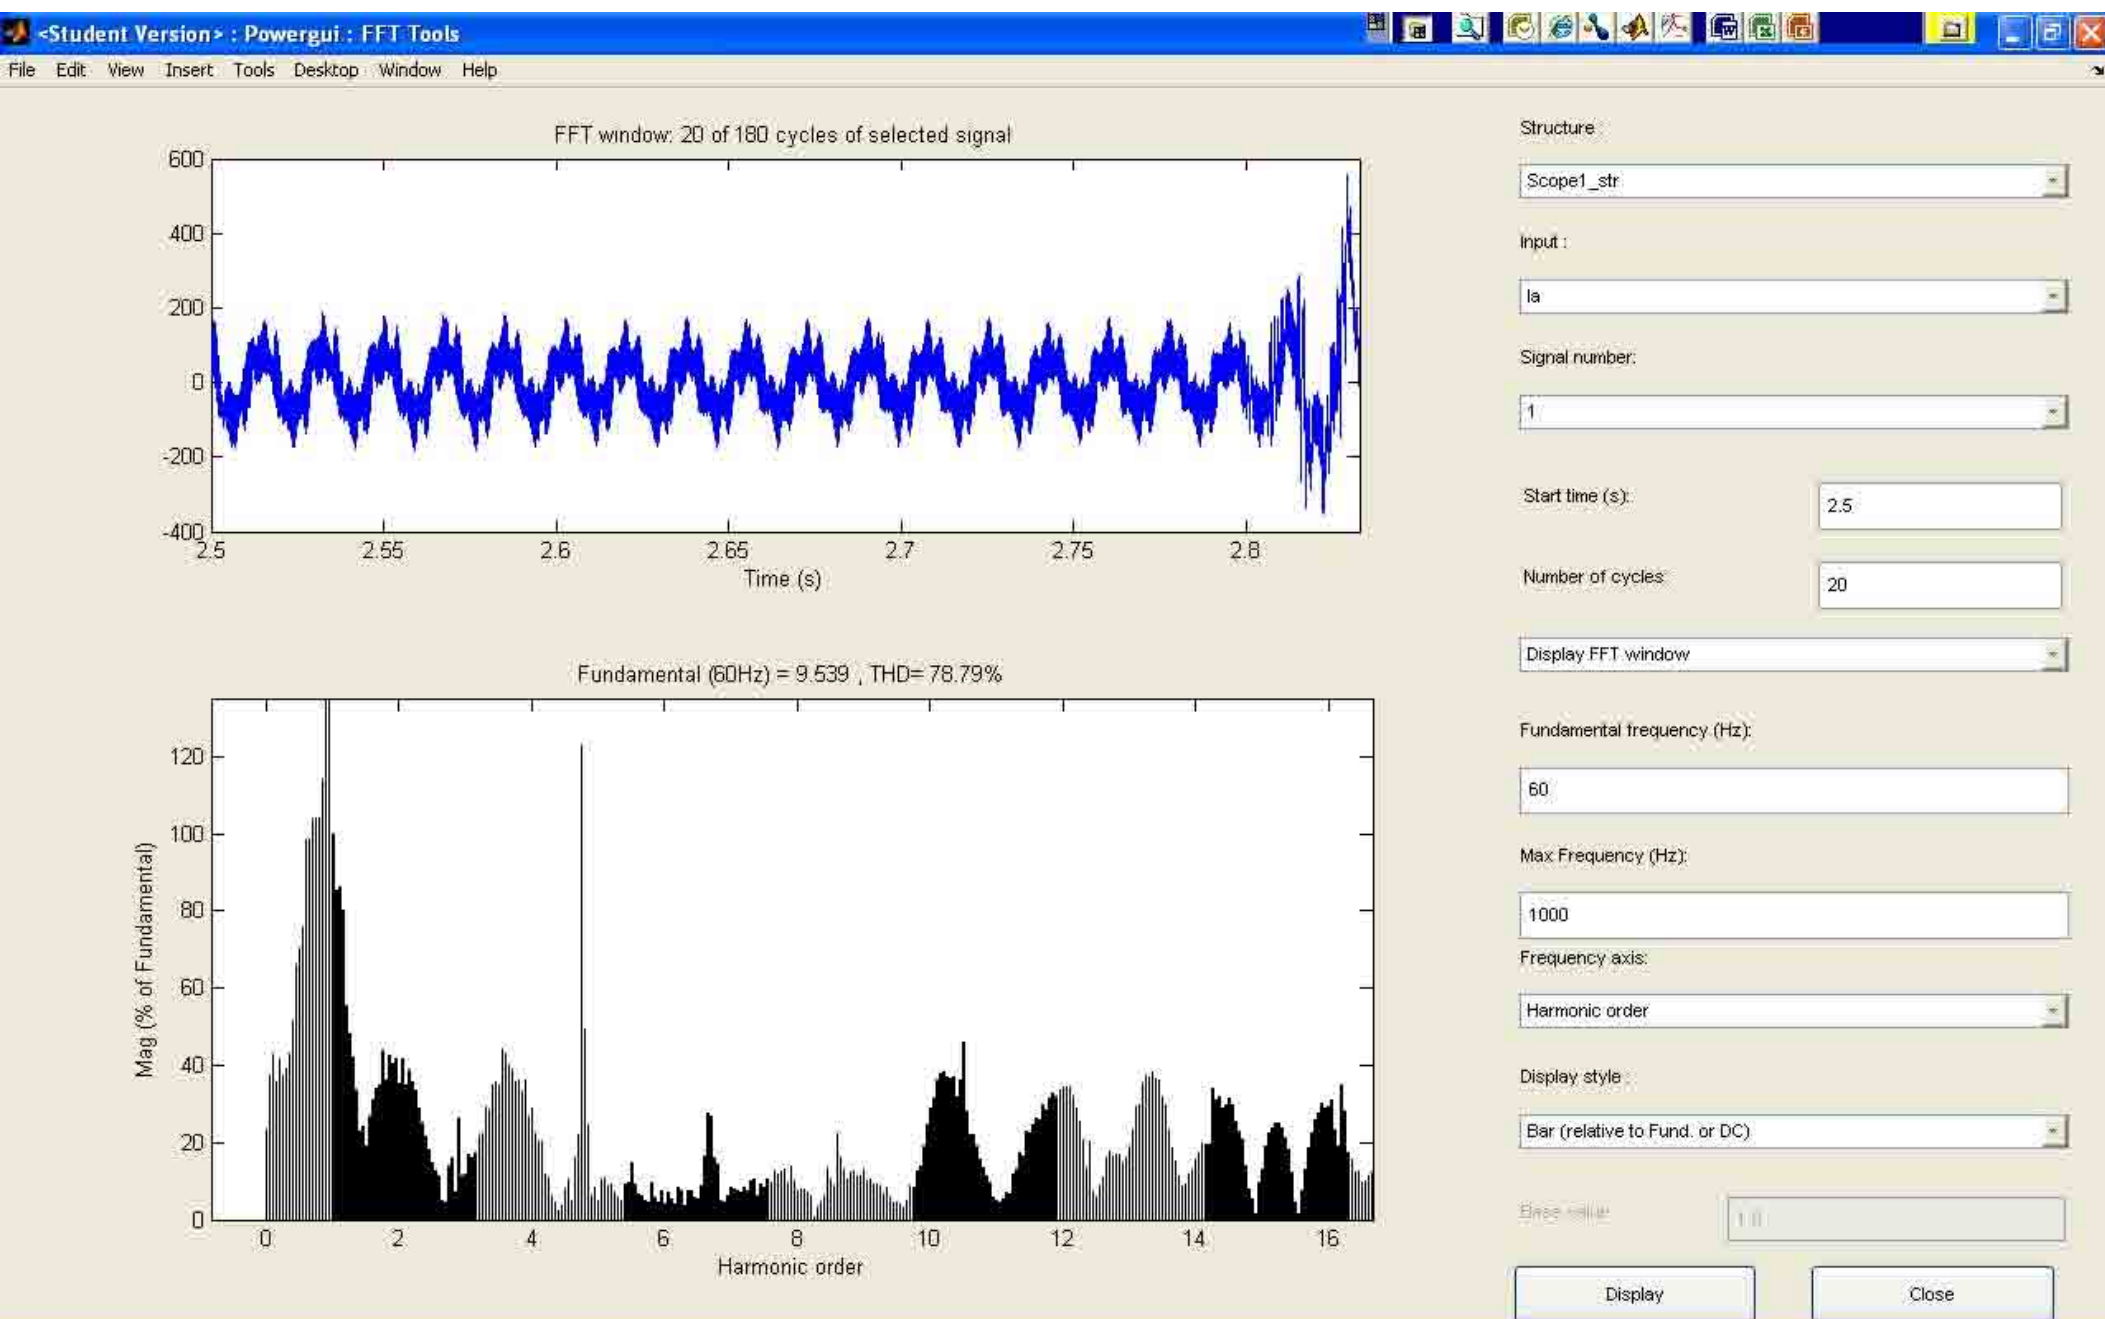 <Student Version> : Powergui : FFT Tools
File Edit View Insert Tools Desktop Window Help
FFT window: 20 of 180 cycles of selected signal
600
400
200
0
-200
-400
2.5 2.55 2.6 2.65 2.7 2.75 2.8
Time (s)
Fundamental (60Hz) = 9.539 , THD= 78.79%
120
100
80
60
40
20
0
Mag (% of Fundamental)
0 2 4 6 8 10 12 14 16
Harmonic order
Structure :
Scope1_str
Input :
Ia
Signal number:
1
Start time (s):
2.5
Number of cycles:
20
Display FFT window
Fundamental frequency (Hz):
60
Max Frequency (Hz):
1000
Frequency axis:
Harmonic order
Display style :
Bar (relative to Fund. or DC)
Base value
1.0
Display
Close